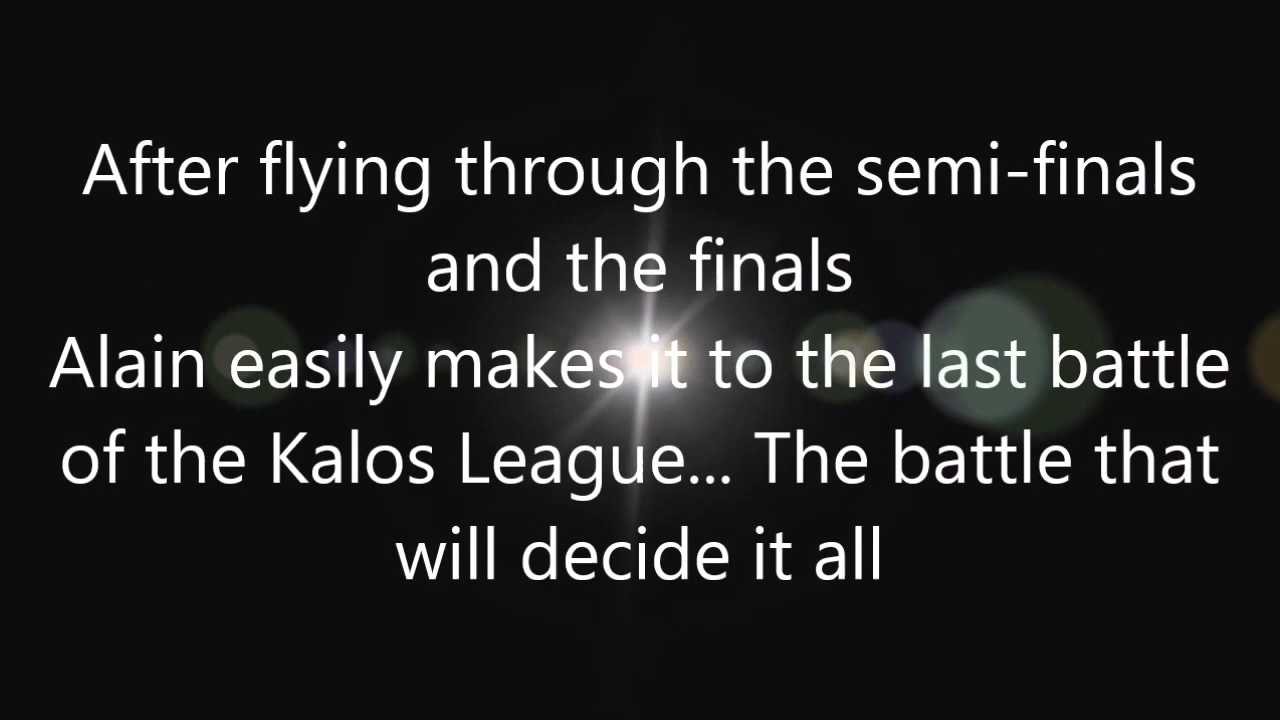 After flying through the semi-finals
and the finals
Alain easily makes it to the last battle
of the Kalos League... The battle that
will decide it all